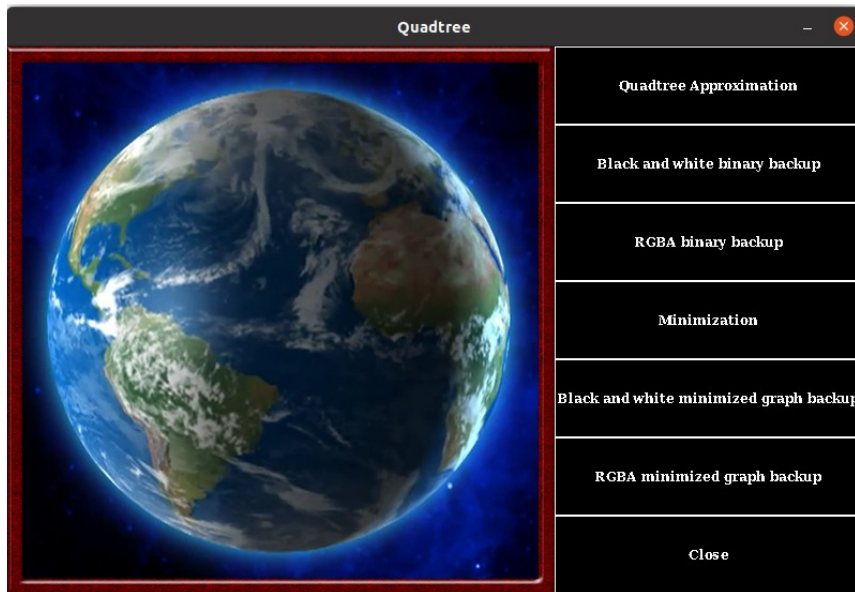 Quadtree
Quadtree Approximation
Black and white binary backup
RGBA binary backup
Minimization
Black and white minimized graph backup
RGBA minimized graph backup
Close